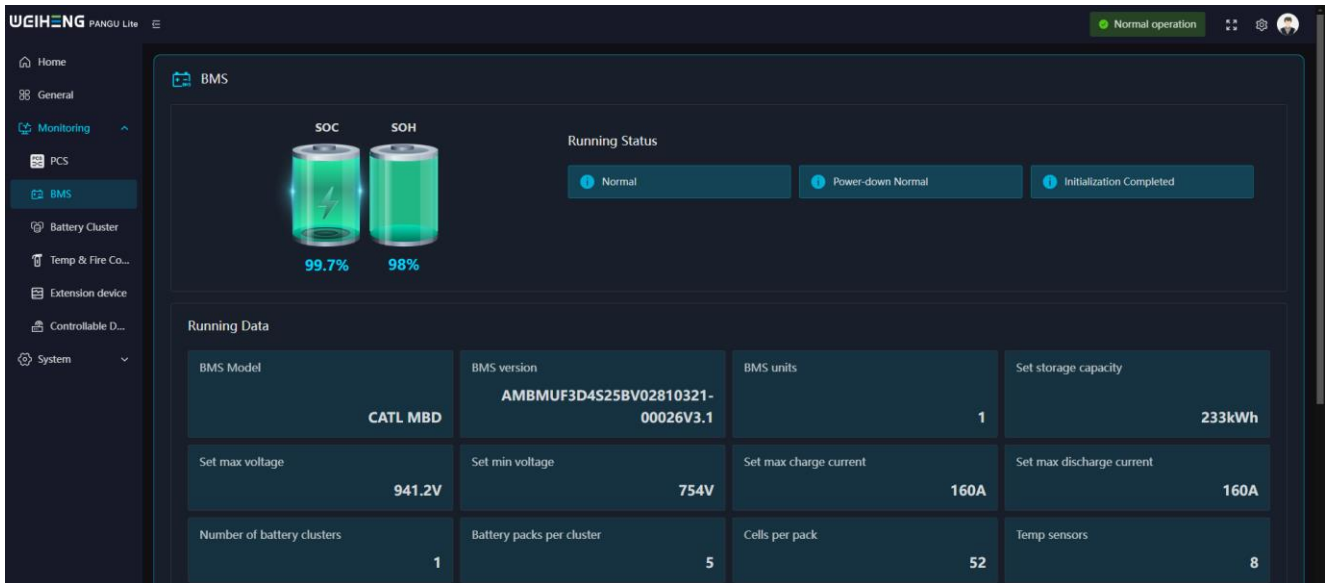 WEIHENG PANGU Lite
Normal operation
Home
General
Monitoring
PCS
BMS
Battery Cluster
Temp & Fire Co...
Extension device
Controllable D...
System
BMS
SOC SOH
99.7% 98%
Running Status
Normal Power-down Normal Initialization Completed
Running Data
BMS Model BMS version BMS units Set storage capacity
AMBMUF3D4S25BV02810321-
CATL MBD 00026V3.1 1 233kWh
Set max voltage Set min voltage Set max charge current Set max discharge current
941.2V 754V 160A 160A
Number of battery clusters Battery packs per cluster Cells per pack Temp sensors
1 5 52 8